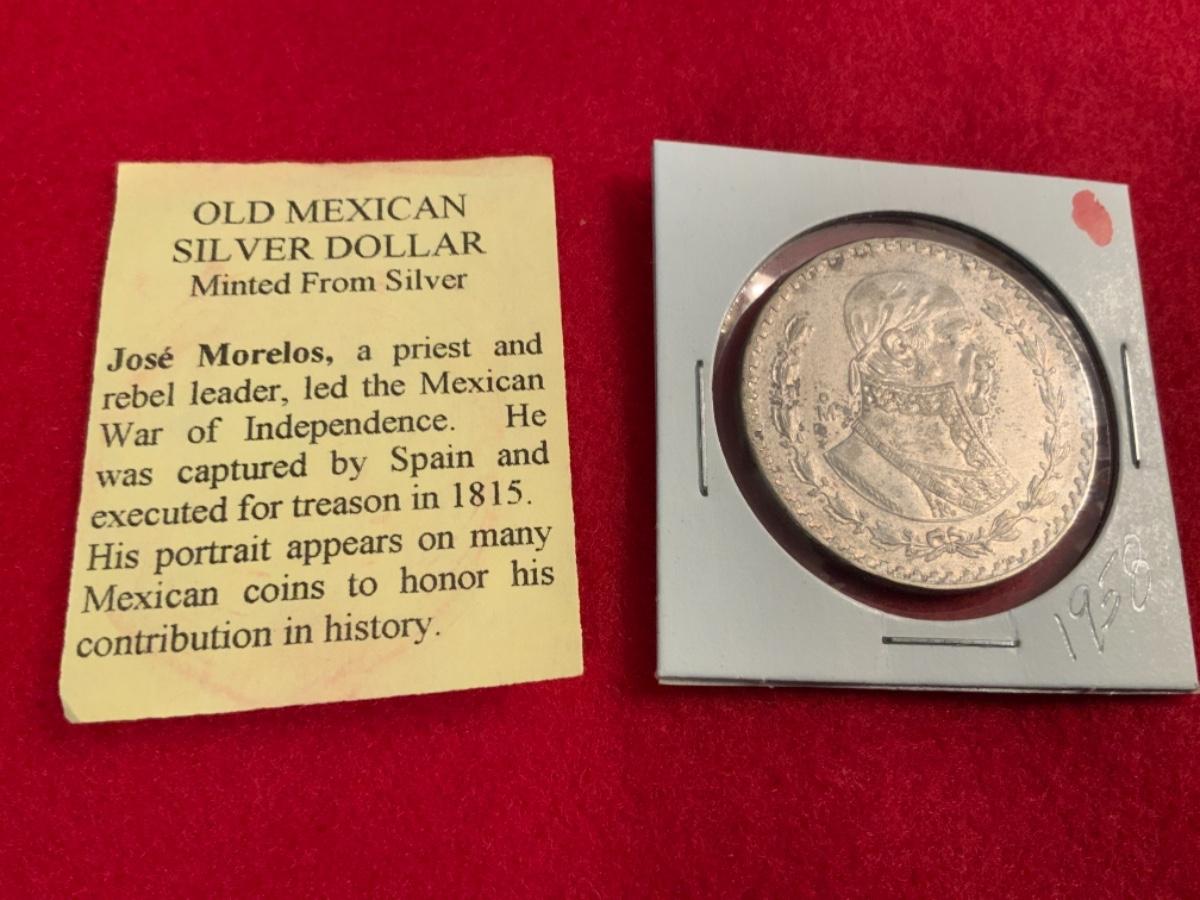 OLD MEXICAN
SILVER DOLLAR
Minted From Silver
José Morelos, a priest and
rebel leader, led the Mexican
War of Independence. He
was captured by Spain and
executed for treason in 1815.
His portrait appears on many
Mexican coins to honor his
contribution in history.
1958